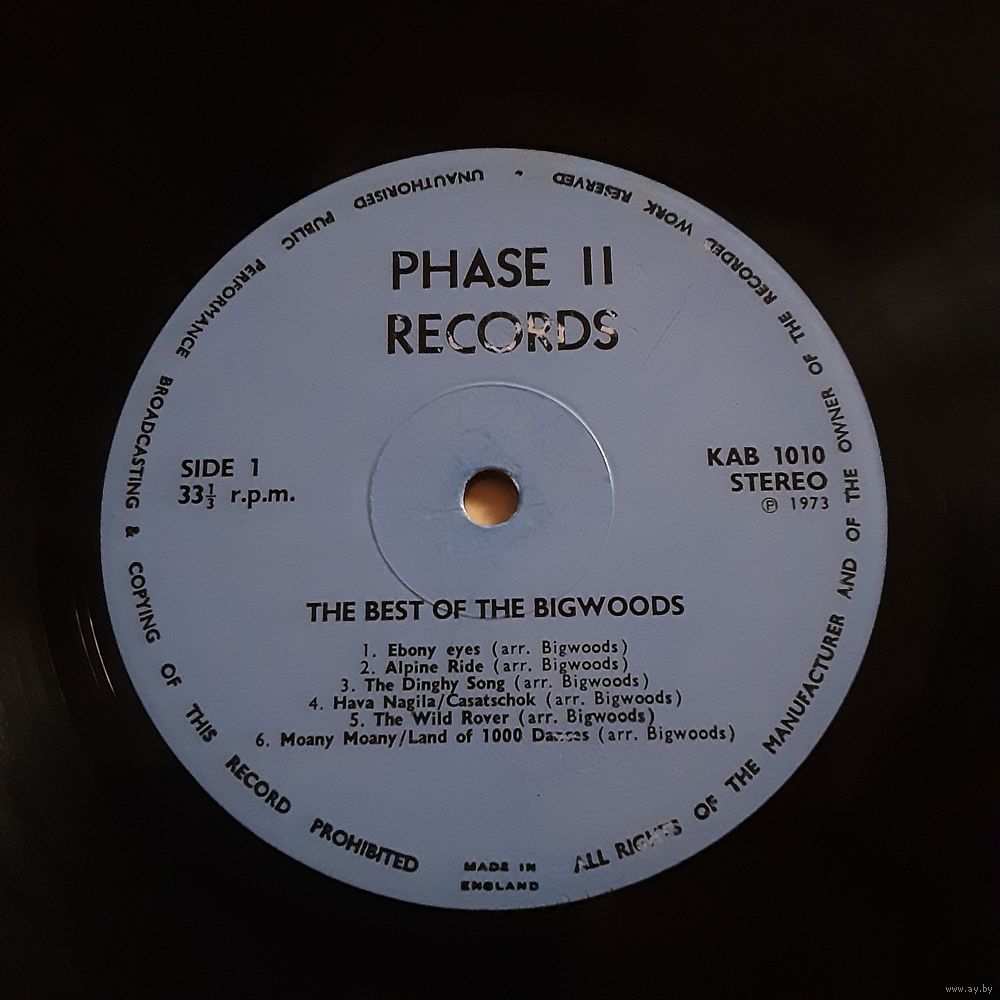 PHASE II
RECORDS
SIDE 1
33⅓ r.p.m.
KAB 1010
STEREO
℗ 1973
THE BEST OF THE BIGWOODS
1. Ebony eyes (arr. Bigwoods)
2. Alpine Ride (arr. Bigwoods)
3. The Dinghy Song (arr. Bigwoods)
4. Hava Nagila/Casatschok (arr. Bigwoods)
5. The Wild Rover (arr. Bigwoods)
6. Moany Moany/Land of 1000 Dances (arr. Bigwoods)
MADE IN
ENGLAND
ALL RIGHTS OF THE MANUFACTURER AND OF THE OWNER OF THE RECORDED WORK RESERVED • UNAUTHORISED PUBLIC PERFORMANCE BROADCASTING & COPYING OF THIS RECORD PROHIBITED
www.ay.by